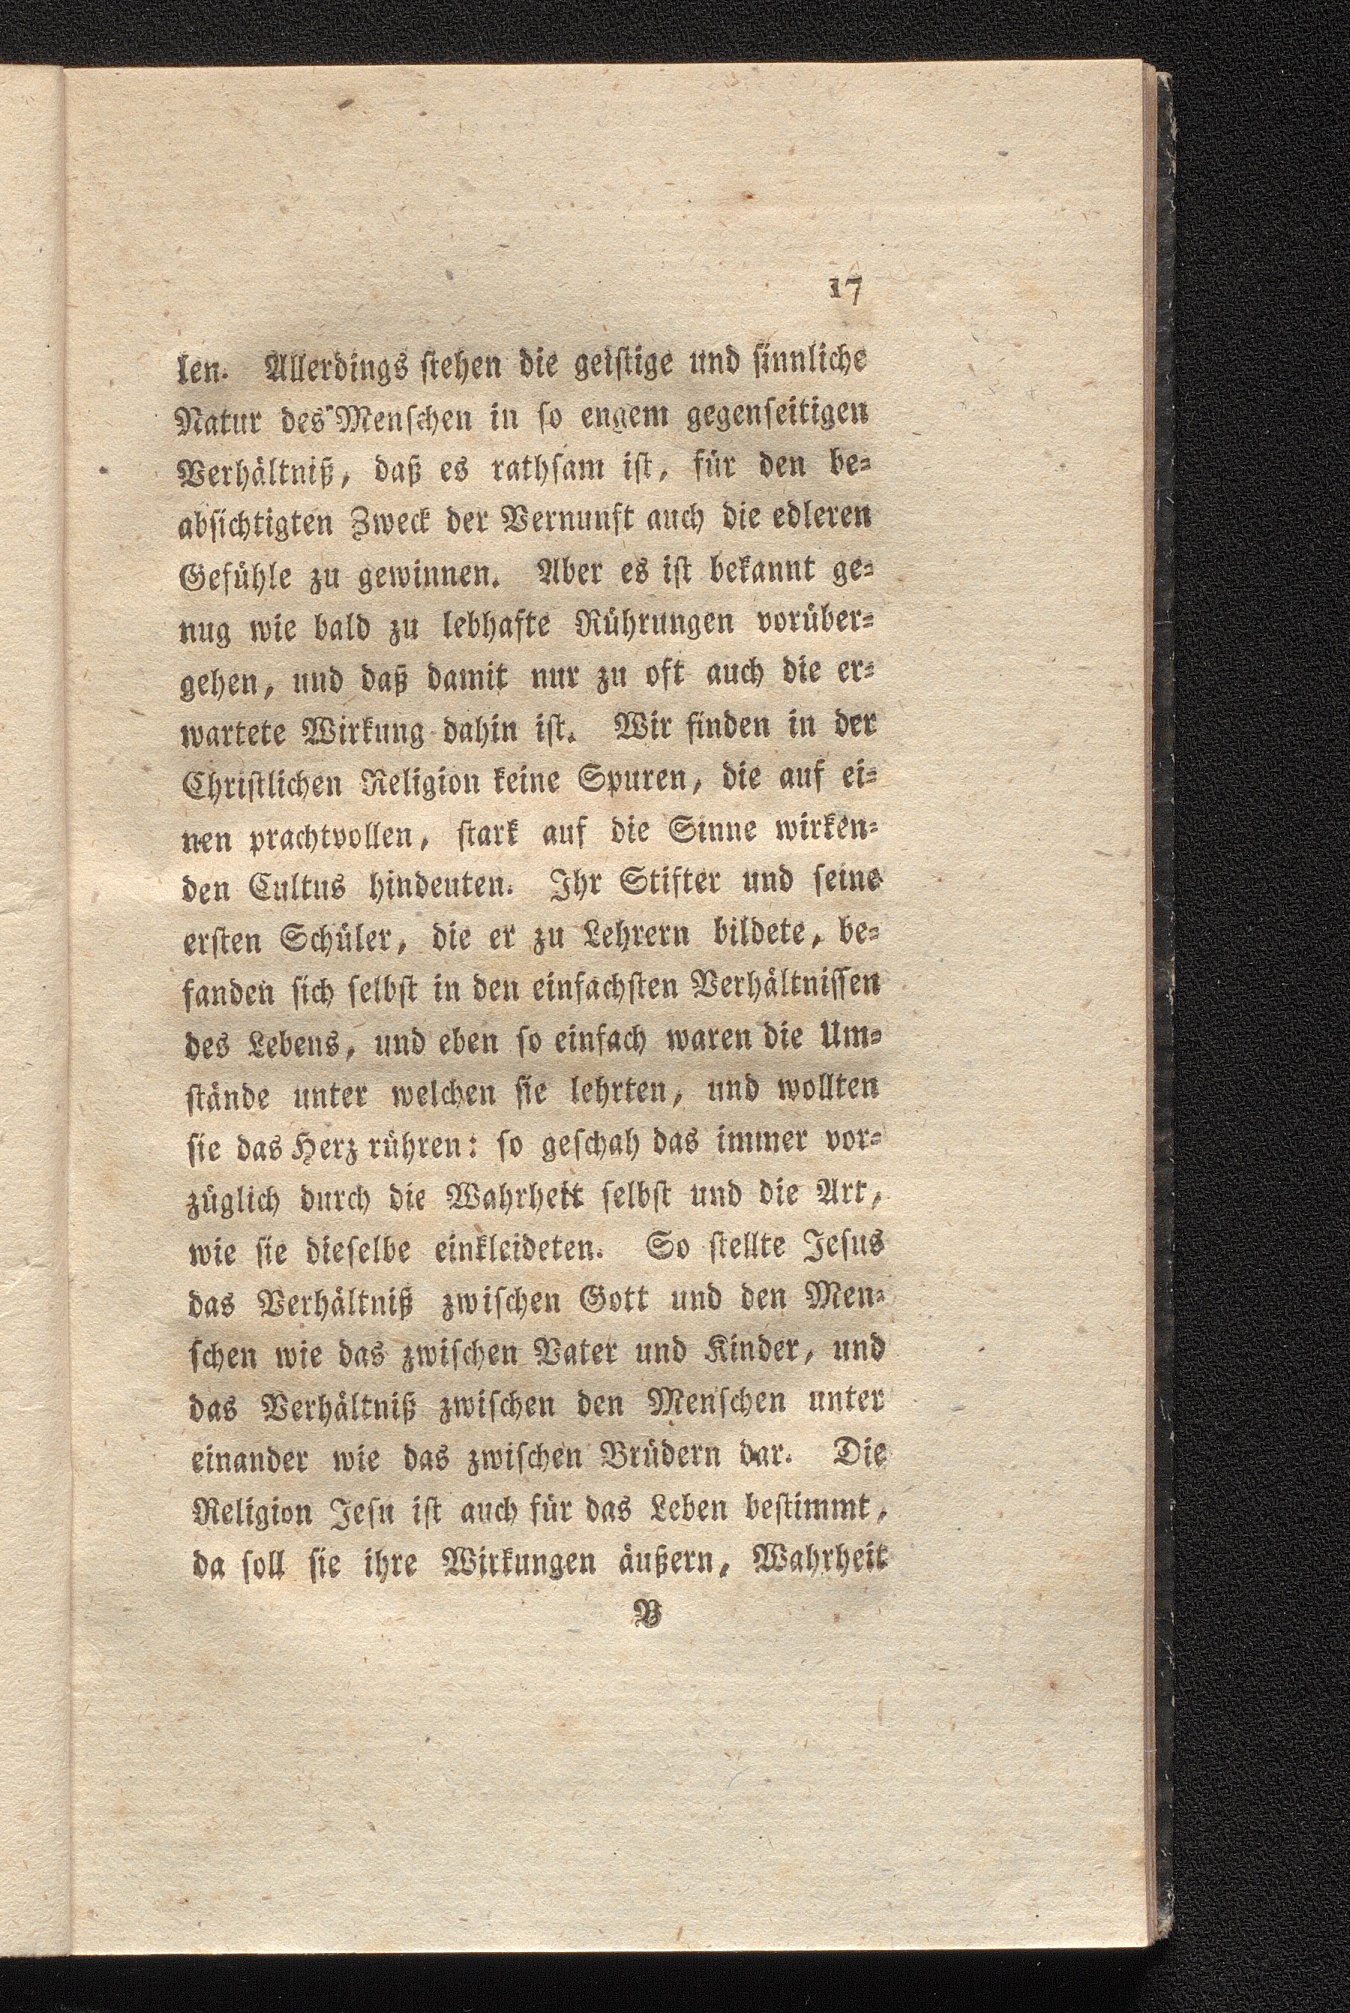 17
len. Allerdings stehen die geistige und sinnliche
Natur des Menschen in so engem gegenseitigen
Verhältniß, daß es rathsam ist, für den be-
absichtigten Zweck der Vernunft auch die edleren
Gefühle zu gewinnen. Aber es ist bekannt ge-
nug wie bald zu lebhafte Rührungen vorüber-
gehen, und daß damit nur zu oft auch die er-
wartete Wirkung dahin ist. Wir finden in der
Christlichen Religion keine Spuren, die auf ei-
nen prachtvollen, stark auf die Sinne wirken-
den Cultus hindeuten. Ihr Stifter und seine
ersten Schüler, die er zu Lehrern bildete, be-
fanden sich selbst in den einfachsten Verhältnissen
des Lebens, und eben so einfach waren die Um-
stände unter welchen sie lehrten, und wollten
sie das Herz rühren: so geschah das immer vor-
züglich durch die Wahrheit selbst und die Art,
wie sie dieselbe einkleideten. So stellte Jesus
das Verhältniß zwischen Gott und den Men-
schen wie das zwischen Vater und Kinder, und
das Verhältniß zwischen den Menschen unter
einander wie das zwischen Brüdern dar. Die
Religion Jesu ist auch für das Leben bestimmt,
da soll sie ihre Wirkungen äußern, Wahrheit
B